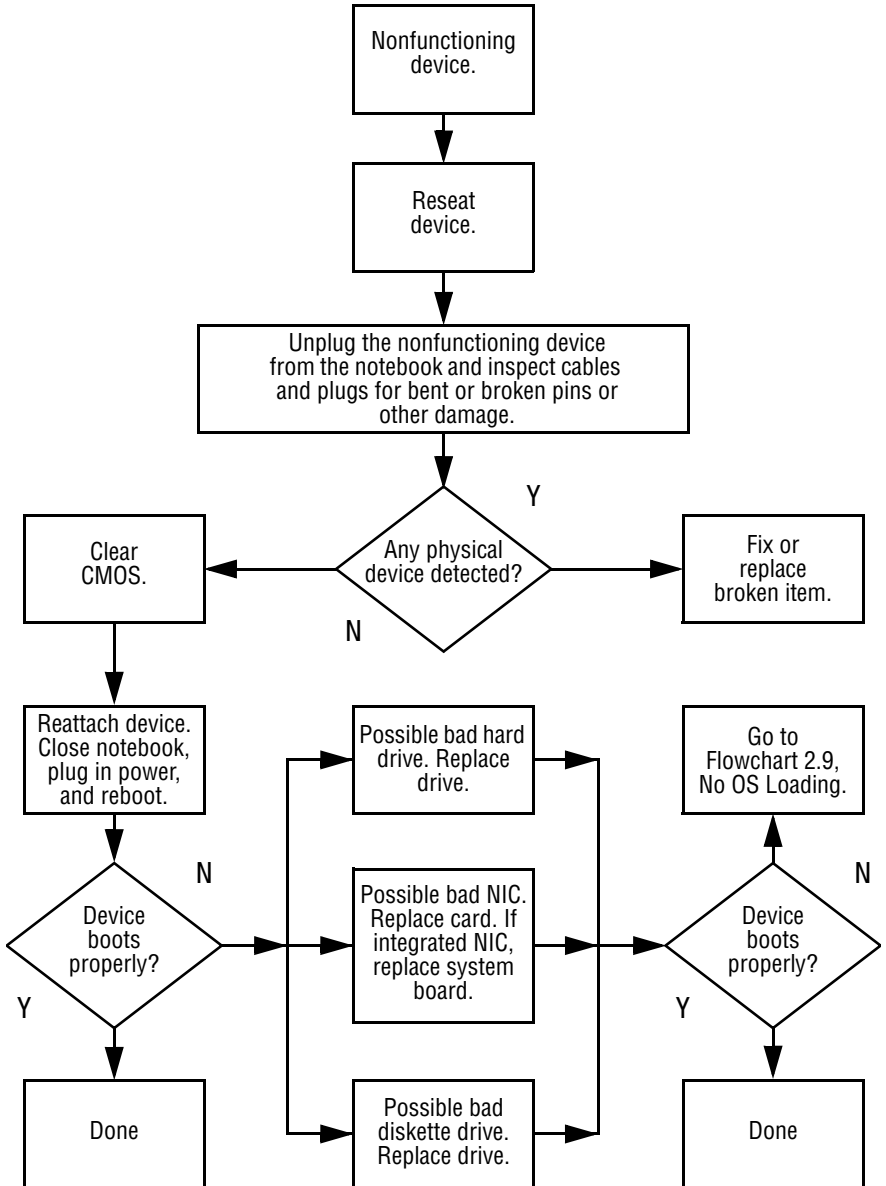 Nonfunctioning
device.
Reseat
device.
Unplug the nonfunctioning device
from the notebook and inspect cables
and plugs for bent or broken pins or
other damage.
Y
Clear
CMOS.
Any physical
device detected?
Fix or
replace
broken item.
N
Reattach device.
Close notebook,
plug in power,
and reboot.
Possible bad hard
drive. Replace
drive.
Go to
Flowchart 2.9,
No OS Loading.
N
N
Device
boots
properly?
Possible bad NIC.
Replace card. If
integrated NIC,
replace system
board.
Device
boots
properly?
Y
Y
Done
Possible bad
diskette drive.
Replace drive.
Done